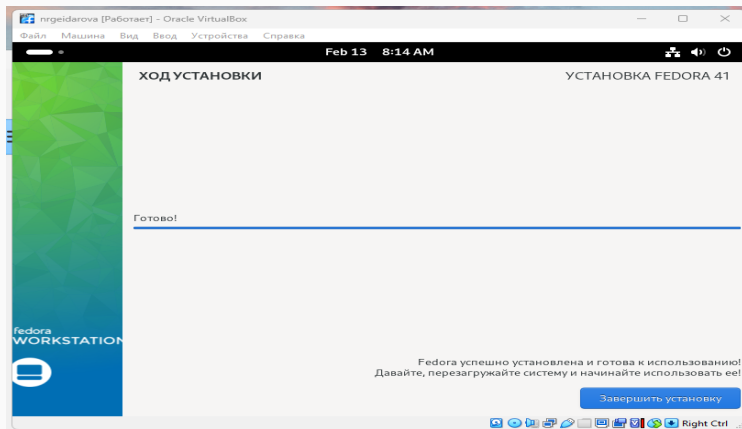 nrgeidarova [Работает] - Oracle VirtualBox
Файл Машина Вид Ввод Устройства Справка
Feb 13 8:14 AM
ХОД УСТАНОВКИ
УСТАНОВКА FEDORA 41
Готово!
fedora
WORKSTATION
Fedora успешно установлена и готова к использованию!
Давайте, перезагружайте систему и начинайте использовать ее!
Завершить установку
Right Ctrl